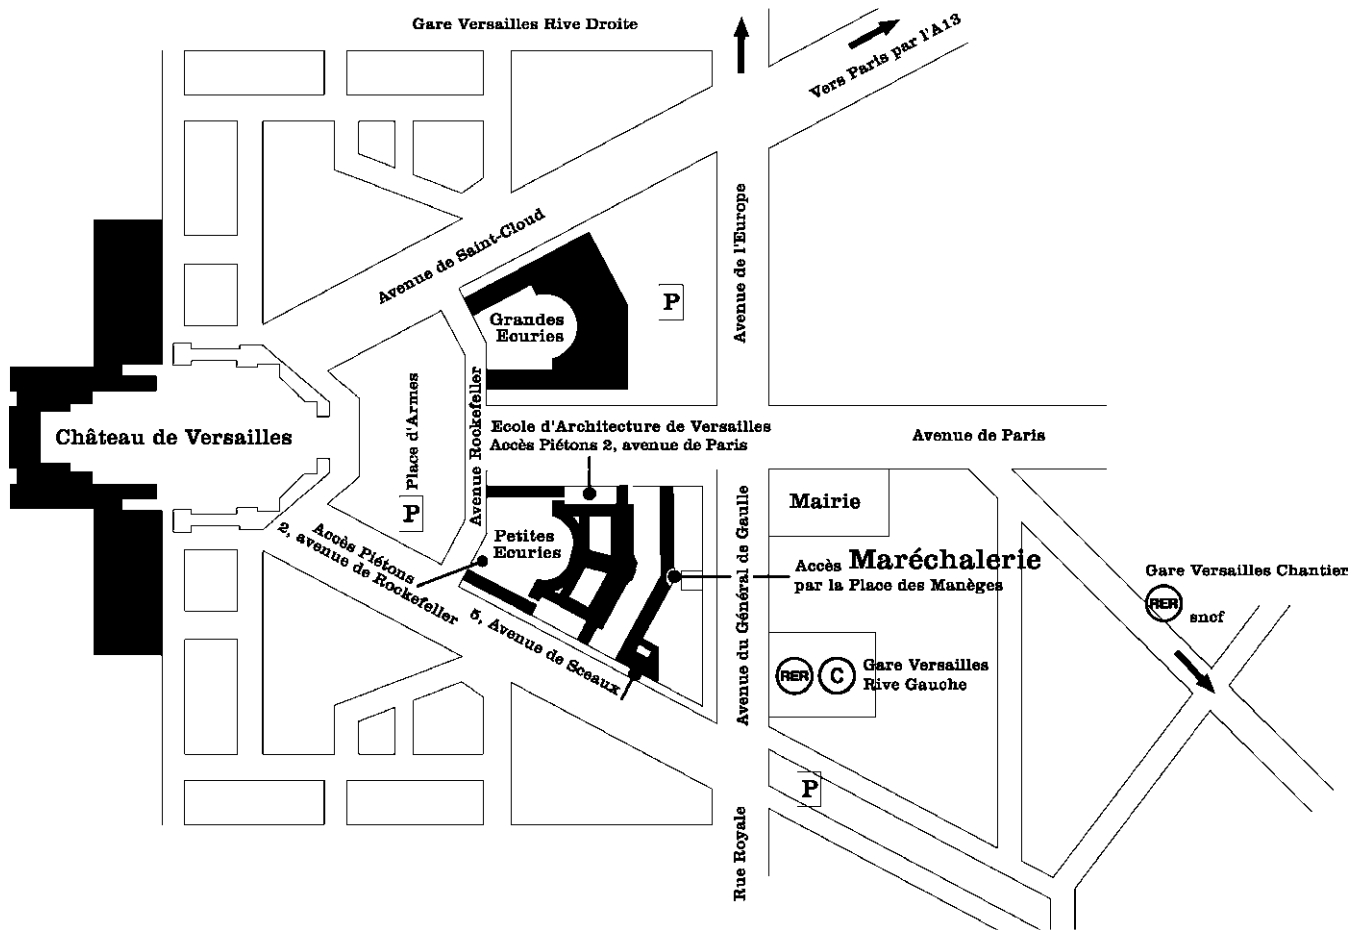 Gare Versailles Rive Droite
Vers Paris par l'A13
Avenue de Saint-Cloud
Avenue de l'Europe
P
Grandes
Ecuries
Place d'Armes
Avenue Rockefeller
Château de Versailles
Ecole d'Architecture de Versailles
Accès Piétons 2, avenue de Paris
Avenue de Paris
P
Petites
Ecuries
Accès Piétons
2, avenue de Rockefeller
5, Avenue de Sceaux
Avenue du Général de Gaulle
Mairie
Accès Maréchalerie
par la Place des Manèges
Gare Versailles Chantier
RER
sncf
RER C Gare Versailles
Rive Gauche
P
Rue Royale